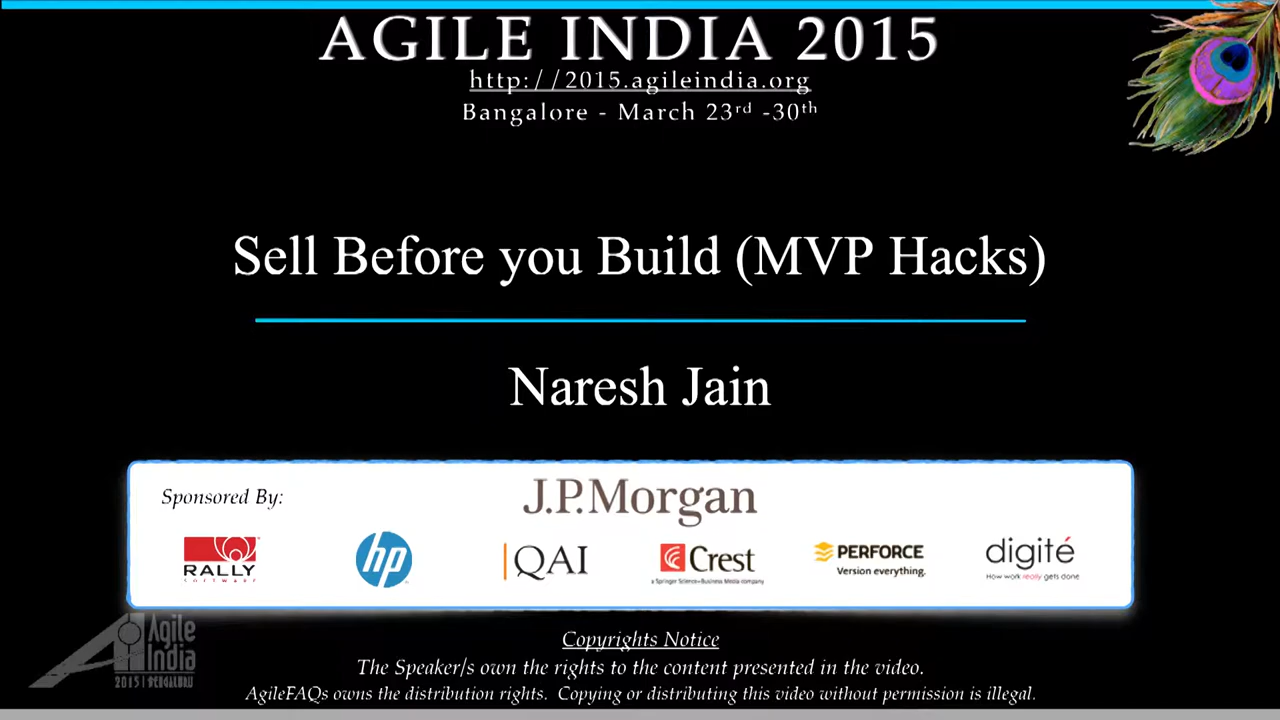 AGILE INDIA 2015
http://2015.agileindia.org
Bangalore - March 23rd -30th
Sell Before you Build (MVP Hacks)
Naresh Jain
Sponsored By:
J.P.Morgan
RALLY
SOFTWARE
hp
QAI
Crest
a Springer Science+Business Media company
PERFORCE
Version everything.
digité
How work really gets done
Agile
India
2015 | BENGALURU
Copyrights Notice
The Speaker/s own the rights to the content presented in the video.
AgileFAQs owns the distribution rights. Copying or distributing this video without permission is illegal.